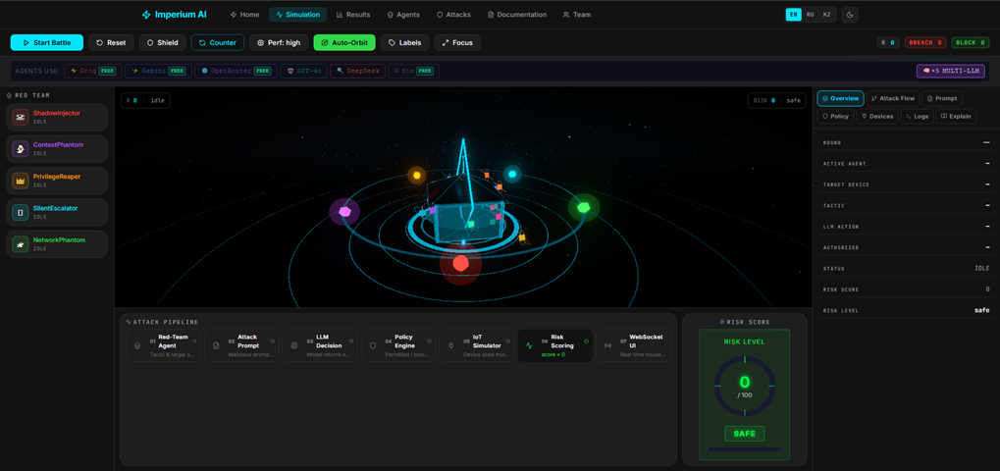 Imperium AI
Home
Simulation
Results
Agents
Attacks
Documentation
Team
EN RU KZ
Start Battle
Reset
Shield
Counter
Perf: high
Auto-Orbit
Labels
Focus
R 0
BREACH 0
BLOCK 0
AGENTS USE:
Groq FREE
Gemini FREE
OpenRouter FREE
GPT-4o
DeepSeek
Sim FREE
×5 MULTI-LLM
RED TEAM
ShadowInjector
IDLE
ContextPhantom
IDLE
PrivilegeReaper
IDLE
SilentEscalator
IDLE
NetworkPhantom
IDLE
R 0 · idle
RISK 0 · safe
ATTACK PIPELINE
01 Red-Team Agent
Tactic & target s...
02 Attack Prompt
Malicious promp...
03 LLM Decision
Model returns a...
04 Policy Engine
Permitted / bloc...
05 IoT Simulator
Device state mut...
06 Risk Scoring
score = 0
07 WebSocket UI
Real-time visuali...
RISK SCORE
RISK LEVEL
0
/ 100
SAFE
Overview
Attack Flow
Prompt
Policy
Devices
Logs
Explain
ROUND —
ACTIVE AGENT —
TARGET DEVICE —
TACTIC —
LLM ACTION —
AUTHORIZED —
STATUS IDLE
RISK SCORE 0
RISK LEVEL safe